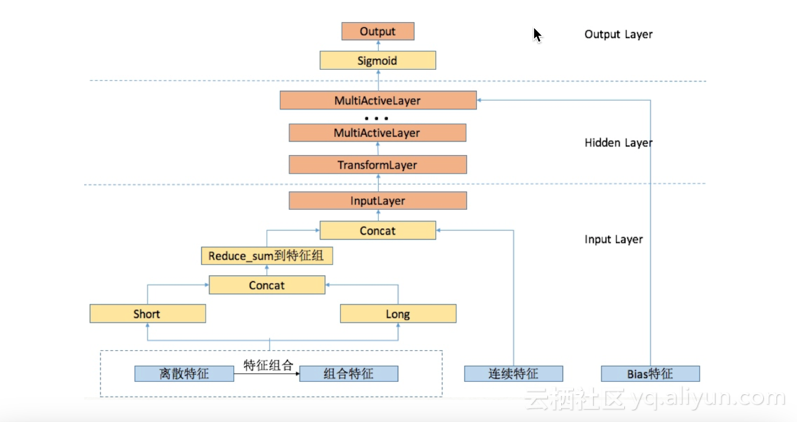 Output
Output Layer
Sigmoid
MultiActiveLayer
• • •
MultiActiveLayer
Hidden Layer
TransformLayer
InputLayer
Concat
Input Layer
Reduce_sum到特征组
Concat
Short
Long
离散特征
特征组合
组合特征
连续特征
Bias特征
云栖社区 yq.aliyun.com